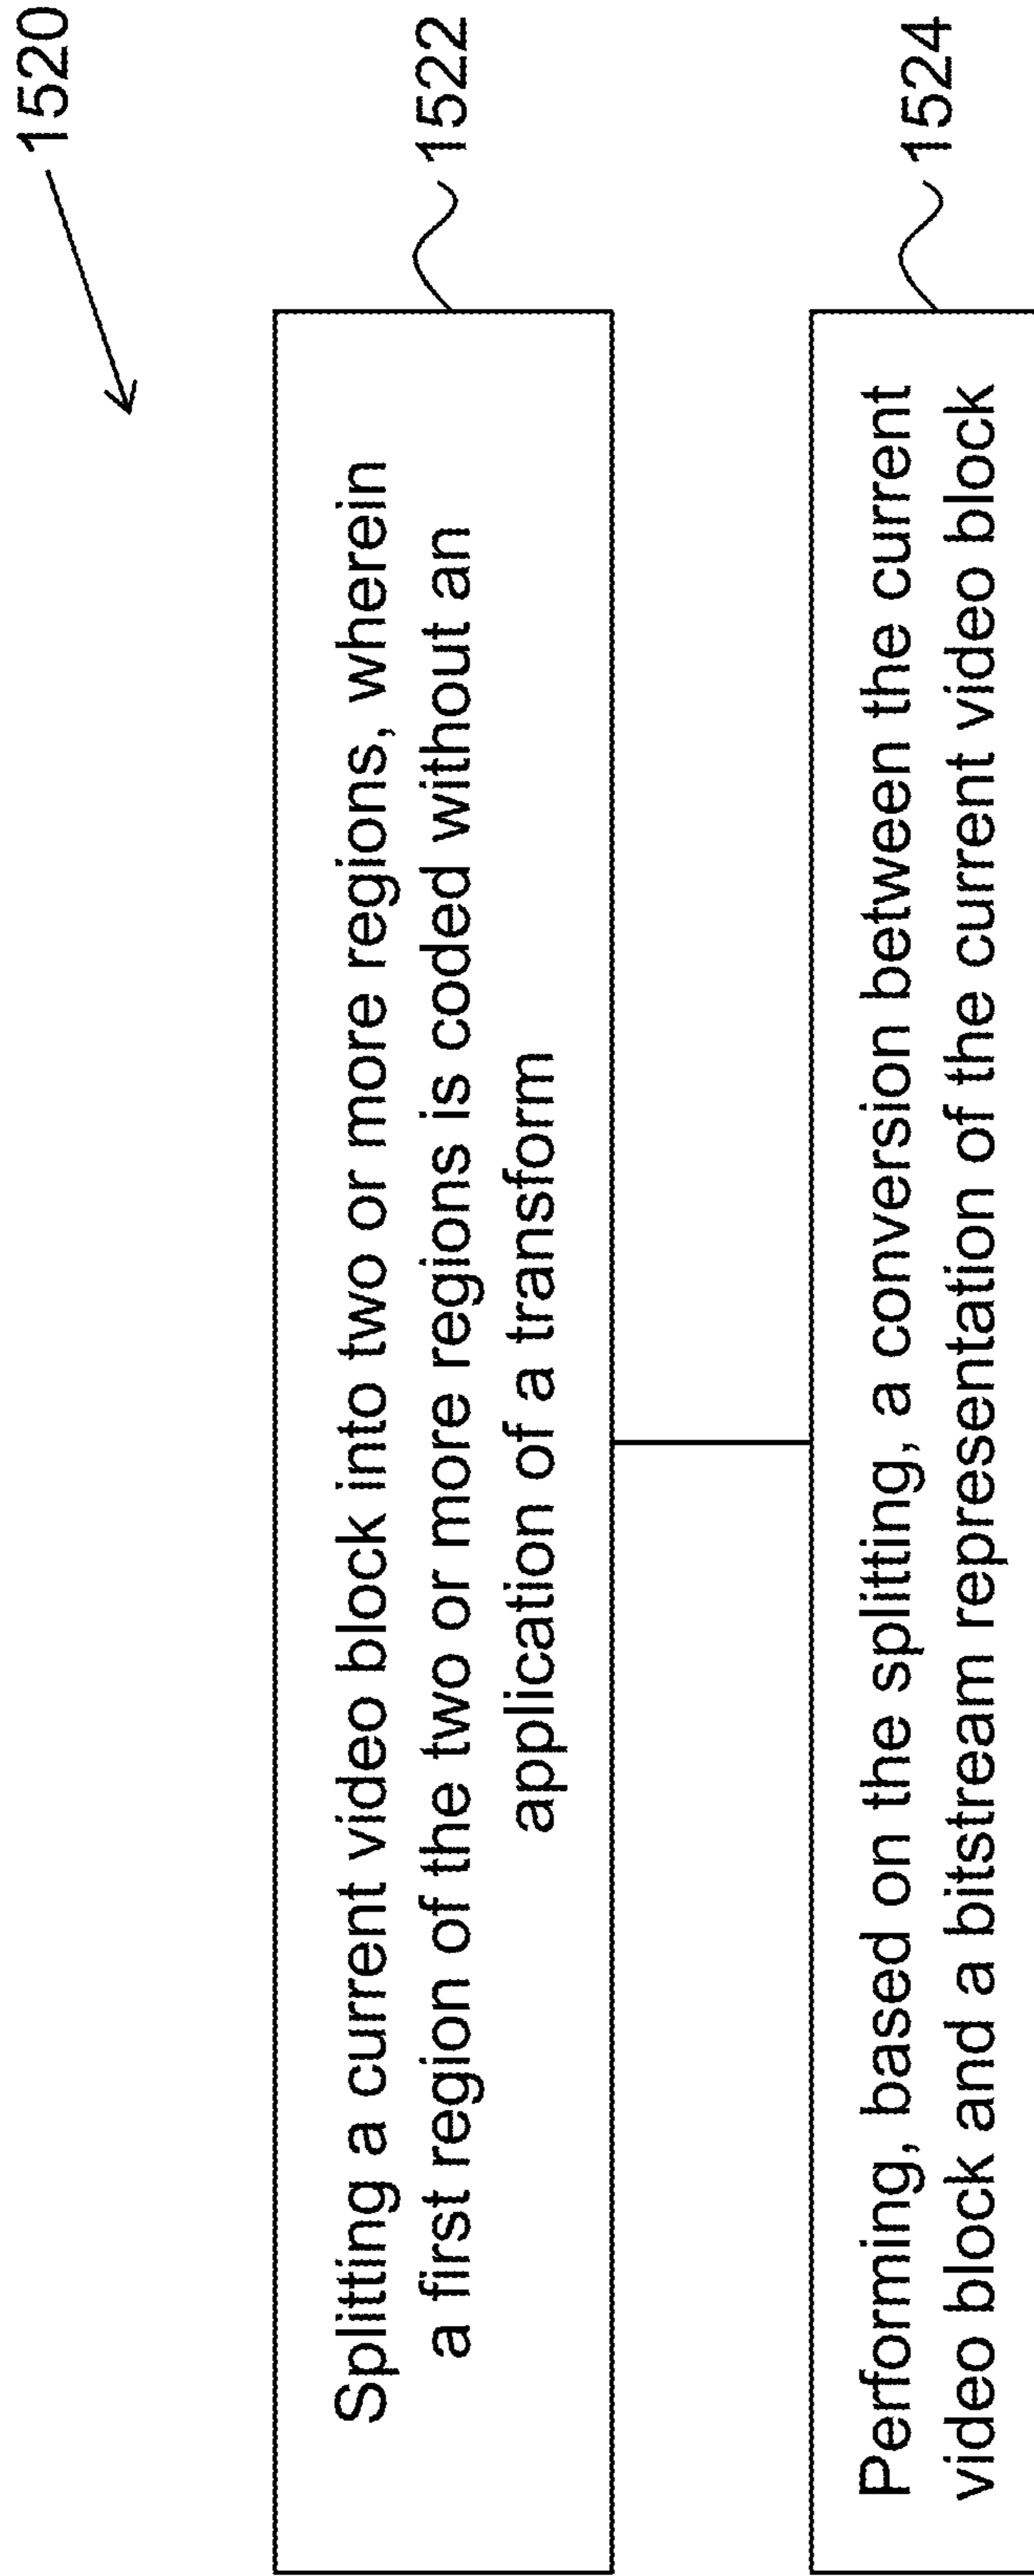 1520
Splitting a current video block into two or more regions, wherein
a first region of the two or more regions is coded without an
application of a transform
1522
Performing, based on the splitting, a conversion between the current
video block and a bitstream representation of the current video block
1524